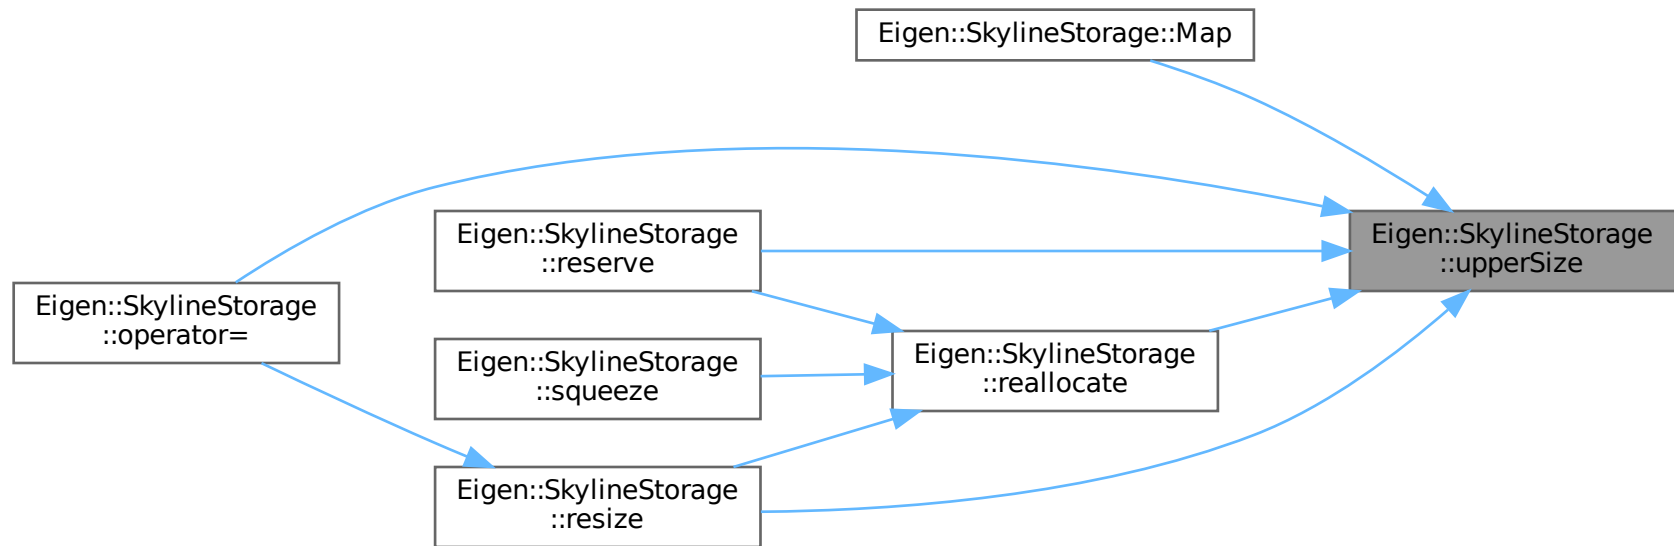 Eigen::SkylineStorage::Map
Eigen::SkylineStorage
::upperSize
Eigen::SkylineStorage
::reserve
Eigen::SkylineStorage
::operator=
Eigen::SkylineStorage
::reallocate
Eigen::SkylineStorage
::squeeze
Eigen::SkylineStorage
::resize